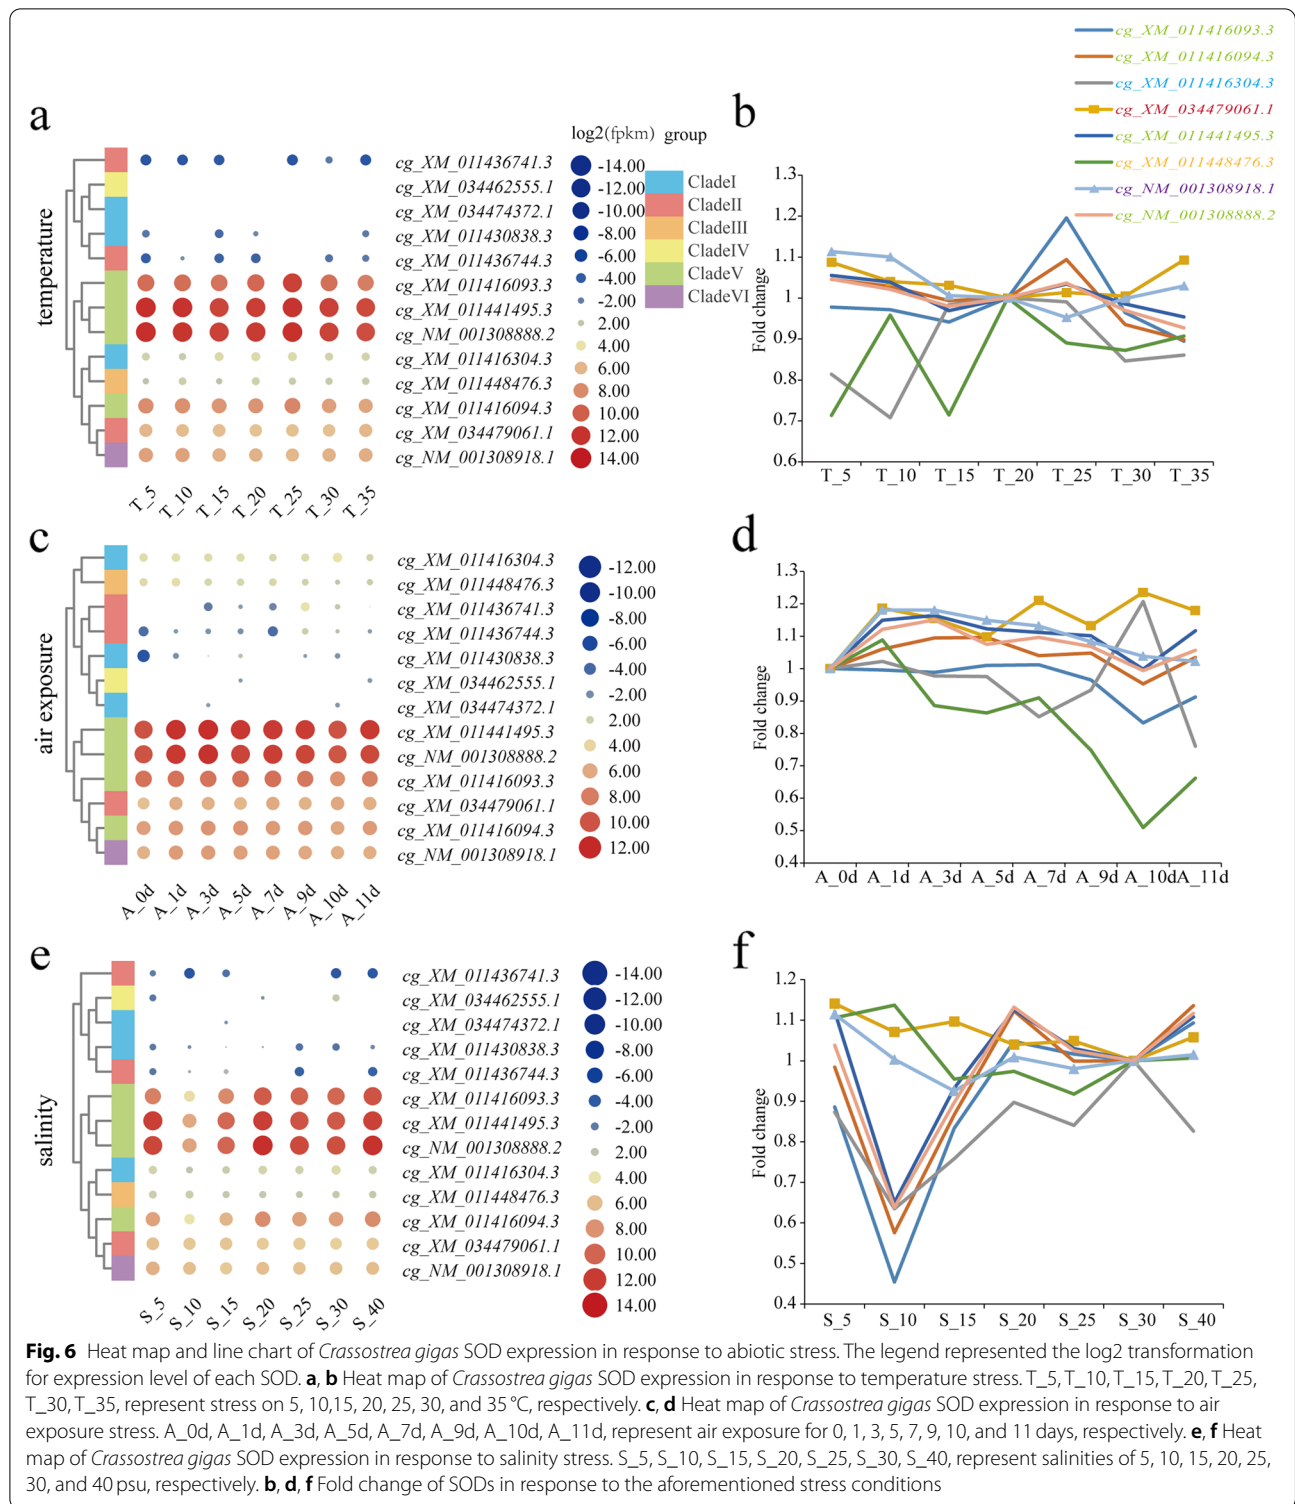 cg_XM_011416093.3
cg_XM_011416094.3
cg_XM_011416304.3
cg_XM_034479061.1
cg_XM_011441495.3
cg_XM_011448476.3
cg_NM_001308918.1
cg_NM_001308888.2
a
temperature
cg_XM_011436741.3
cg_XM_034462555.1
cg_XM_034474372.1
cg_XM_011430838.3
cg_XM_011436744.3
cg_XM_011416093.3
cg_XM_011441495.3
cg_NM_001308888.2
cg_XM_011416304.3
cg_XM_011448476.3
cg_XM_011416094.3
cg_XM_034479061.1
cg_NM_001308918.1
T_5 T_10 T_15 T_20 T_25 T_30 T_35
log2(fpkm)
-14.00
-12.00
-10.00
-8.00
-6.00
-4.00
-2.00
2.00
4.00
6.00
8.00
10.00
12.00
14.00
group
CladeI
CladeII
CladeIII
CladeIV
CladeV
CladeVI
b
Fold change
1.3
1.2
1.1
1
0.9
0.8
0.7
0.6
T_5 T_10 T_15 T_20 T_25 T_30 T_35
c
air exposure
cg_XM_011416304.3
cg_XM_011448476.3
cg_XM_011436741.3
cg_XM_011436744.3
cg_XM_011430838.3
cg_XM_034462555.1
cg_XM_034474372.1
cg_XM_011441495.3
cg_NM_001308888.2
cg_XM_011416093.3
cg_XM_034479061.1
cg_XM_011416094.3
cg_NM_001308918.1
A_0d A_1d A_3d A_5d A_7d A_9d A_10d A_11d
-12.00
-10.00
-8.00
-6.00
-4.00
-2.00
2.00
4.00
6.00
8.00
10.00
12.00
d
Fold change
1.3
1.2
1.1
1
0.9
0.8
0.7
0.6
0.5
0.4
A_0d A_1d A_3d A_5d A_7d A_9d A_10d A_11d
e
salinity
cg_XM_011436741.3
cg_XM_034462555.1
cg_XM_034474372.1
cg_XM_011430838.3
cg_XM_011436744.3
cg_XM_011416093.3
cg_XM_011441495.3
cg_NM_001308888.2
cg_XM_011416304.3
cg_XM_011448476.3
cg_XM_011416094.3
cg_XM_034479061.1
cg_NM_001308918.1
S_5 S_10 S_15 S_20 S_25 S_30 S_40
-14.00
-12.00
-10.00
-8.00
-6.00
-4.00
-2.00
2.00
4.00
6.00
8.00
10.00
12.00
14.00
f
Fold change
1.2
1.1
1
0.9
0.8
0.7
0.6
0.5
0.4
S_5 S_10 S_15 S_20 S_25 S_30 S_40
Fig. 6 Heat map and line chart of Crassostrea gigas SOD expression in response to abiotic stress. The legend represented the log2 transformation
for expression level of each SOD. a, b Heat map of Crassostrea gigas SOD expression in response to temperature stress. T_5, T_10, T_15, T_20, T_25,
T_30, T_35, represent stress on 5, 10,15, 20, 25, 30, and 35 °C, respectively. c, d Heat map of Crassostrea gigas SOD expression in response to air
exposure stress. A_0d, A_1d, A_3d, A_5d, A_7d, A_9d, A_10d, A_11d, represent air exposure for 0, 1, 3, 5, 7, 9, 10, and 11 days, respectively. e, f Heat
map of Crassostrea gigas SOD expression in response to salinity stress. S_5, S_10, S_15, S_20, S_25, S_30, S_40, represent salinities of 5, 10, 15, 20, 25,
30, and 40 psu, respectively. b, d, f Fold change of SODs in response to the aforementioned stress conditions